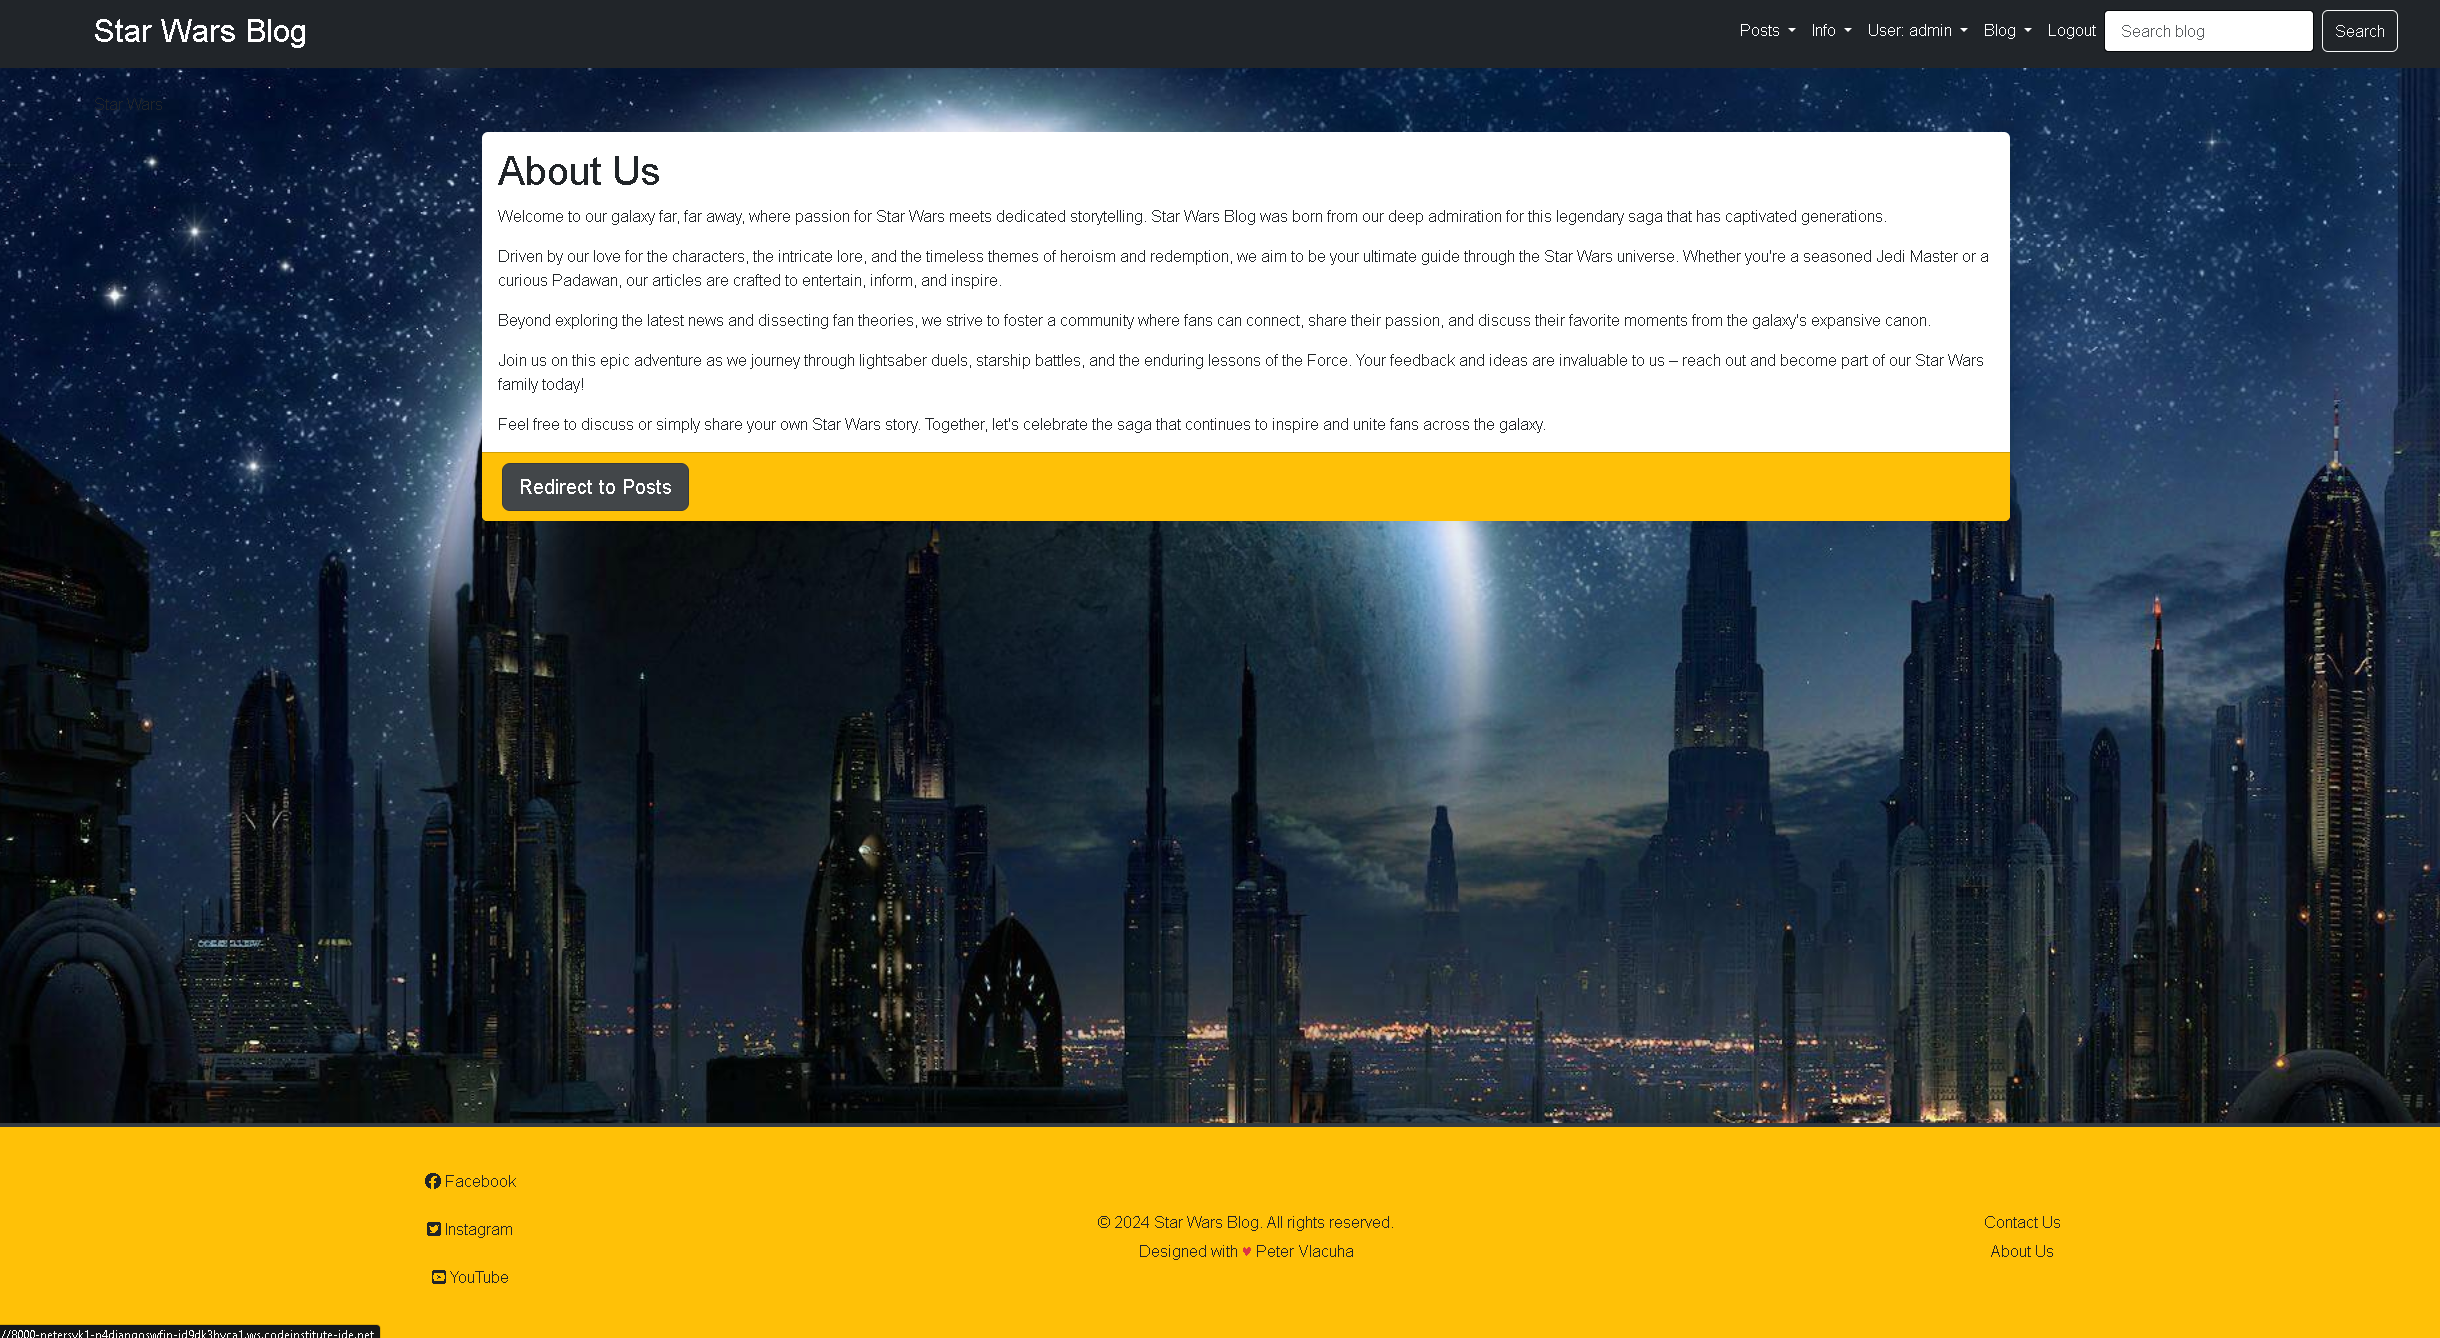 Star Wars Blog
Posts Info User: admin Blog Logout Search blog Search
Star Wars
About Us
Welcome to our galaxy far, far away, where passion for Star Wars meets dedicated storytelling. Star Wars Blog was born from our deep admiration for this legendary saga that has captivated generations.
Driven by our love for the characters, the intricate lore, and the timeless themes of heroism and redemption, we aim to be your ultimate guide through the Star Wars universe. Whether you're a seasoned Jedi Master or a
curious Padawan, our articles are crafted to entertain, inform, and inspire.
Beyond exploring the latest news and dissecting fan theories, we strive to foster a community where fans can connect, share their passion, and discuss their favorite moments from the galaxy's expansive canon.
Join us on this epic adventure as we journey through lightsaber duels, starship battles, and the enduring lessons of the Force. Your feedback and ideas are invaluable to us – reach out and become part of our Star Wars
family today!
Feel free to discuss or simply share your own Star Wars story. Together, let's celebrate the saga that continues to inspire and unite fans across the galaxy.
Redirect to Posts
Facebook
Instagram
YouTube
© 2024 Star Wars Blog. All rights reserved.
Designed with ♥ Peter Vlacuha
Contact Us
About Us